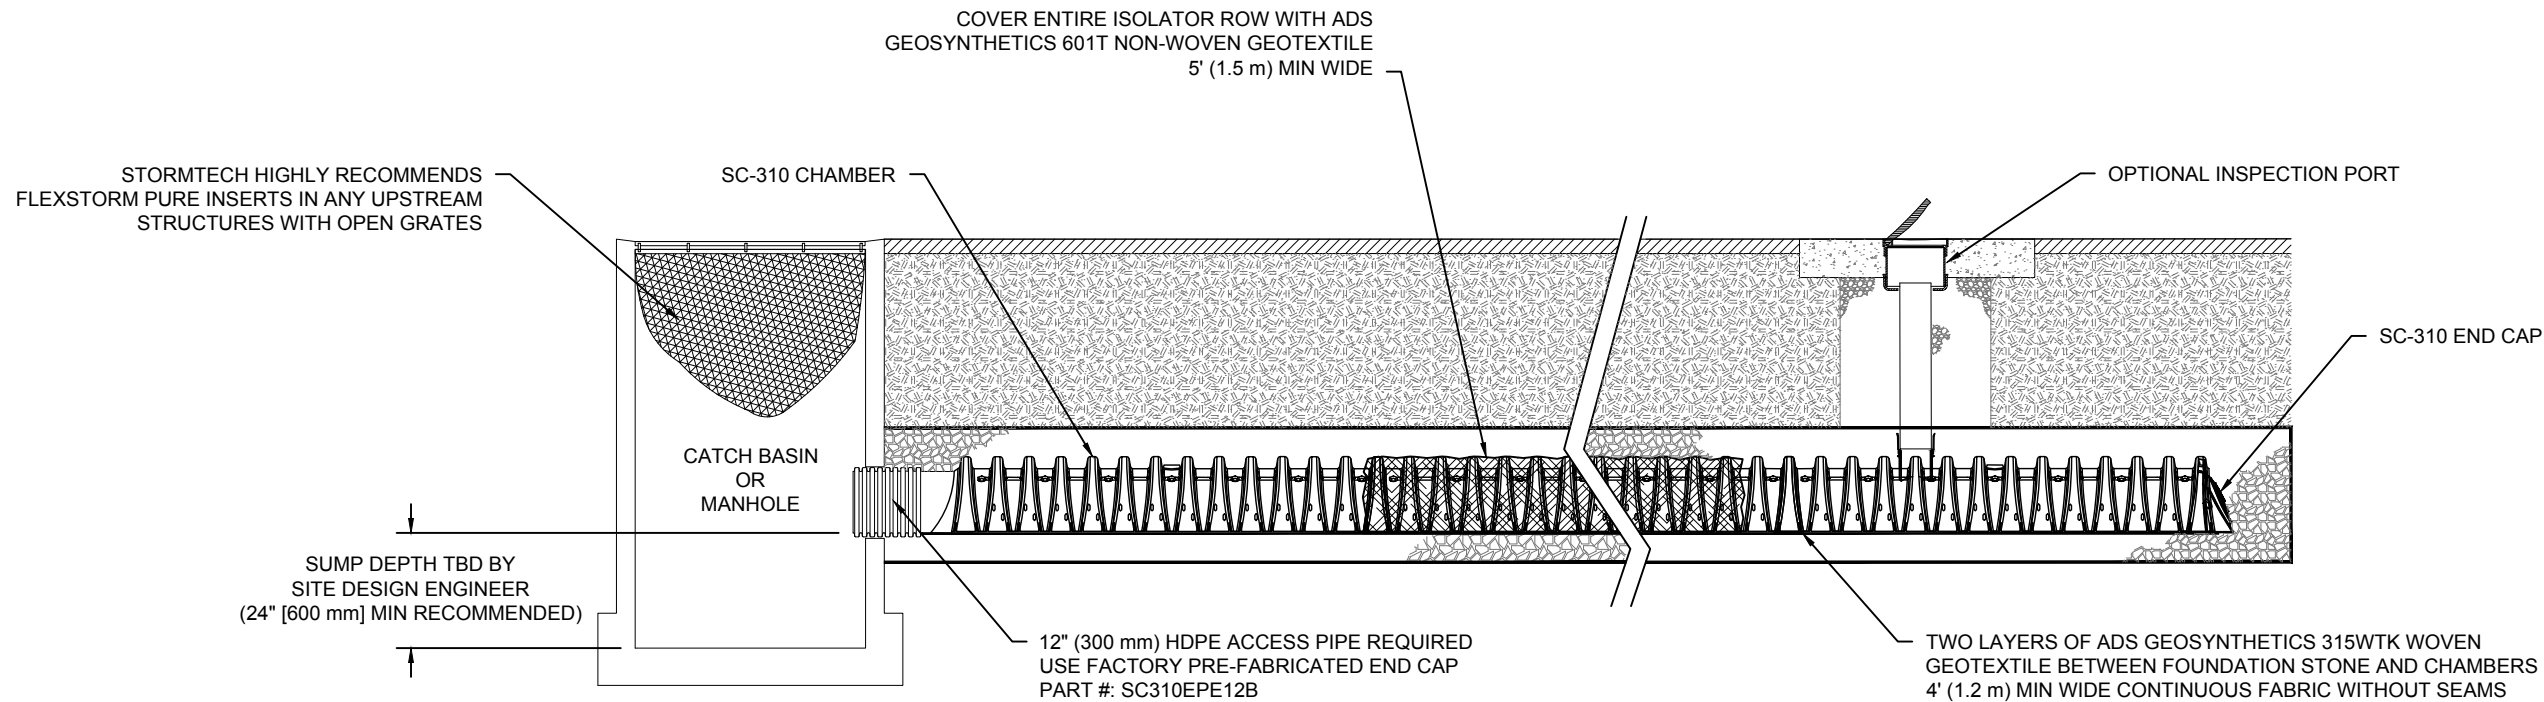 COVER ENTIRE ISOLATOR ROW WITH ADS
GEOSYNTHETICS 601T NON-WOVEN GEOTEXTILE
5' (1.5 m) MIN WIDE
STORMTECH HIGHLY RECOMMENDS
FLEXSTORM PURE INSERTS IN ANY UPSTREAM
STRUCTURES WITH OPEN GRATES
SC-310 CHAMBER
OPTIONAL INSPECTION PORT
SC-310 END CAP
CATCH BASIN
OR
MANHOLE
SUMP DEPTH TBD BY
SITE DESIGN ENGINEER
(24" [600 mm] MIN RECOMMENDED)
12" (300 mm) HDPE ACCESS PIPE REQUIRED
USE FACTORY PRE-FABRICATED END CAP
PART #: SC310EPE12B
TWO LAYERS OF ADS GEOSYNTHETICS 315WTK WOVEN
GEOTEXTILE BETWEEN FOUNDATION STONE AND CHAMBERS
4' (1.2 m) MIN WIDE CONTINUOUS FABRIC WITHOUT SEAMS